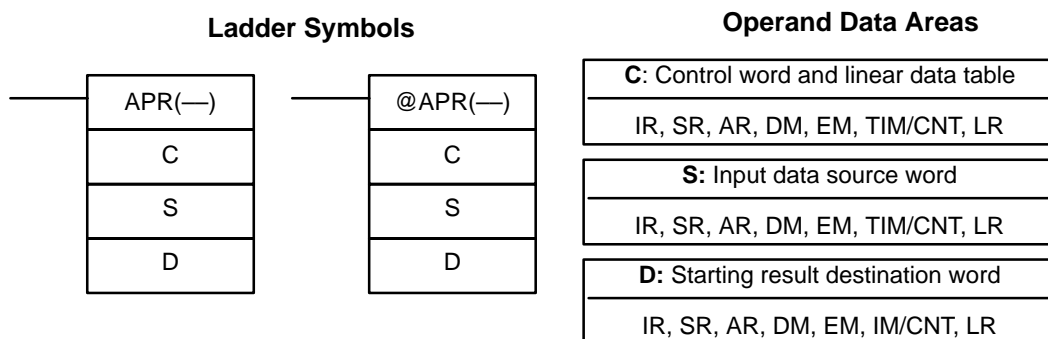 Ladder Symbols
APR(—)
C
S
D
@APR(—)
C
S
D
Operand Data Areas
C: Control word and linear data table
IR, SR, AR, DM, EM, TIM/CNT, LR
S: Input data source word
IR, SR, AR, DM, EM, TIM/CNT, LR
D: Starting result destination word
IR, SR, AR, DM, EM, IM/CNT, LR